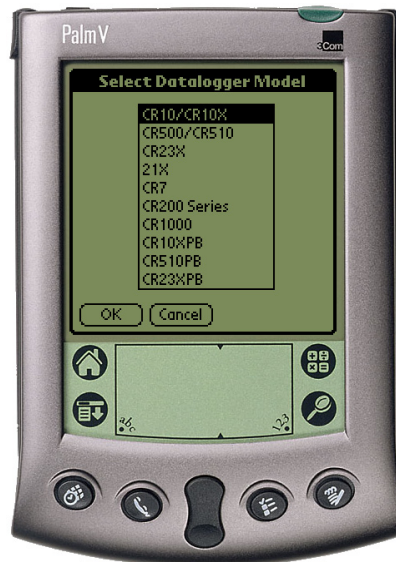 PalmV
3Com
Select Datalogger Model
CR10/CR10X
CR500/CR510
CR23X
21X
CR7
CR200 Series
CR1000
CR10XPB
CR510PB
CR23XPB
OK Cancel
abc 123